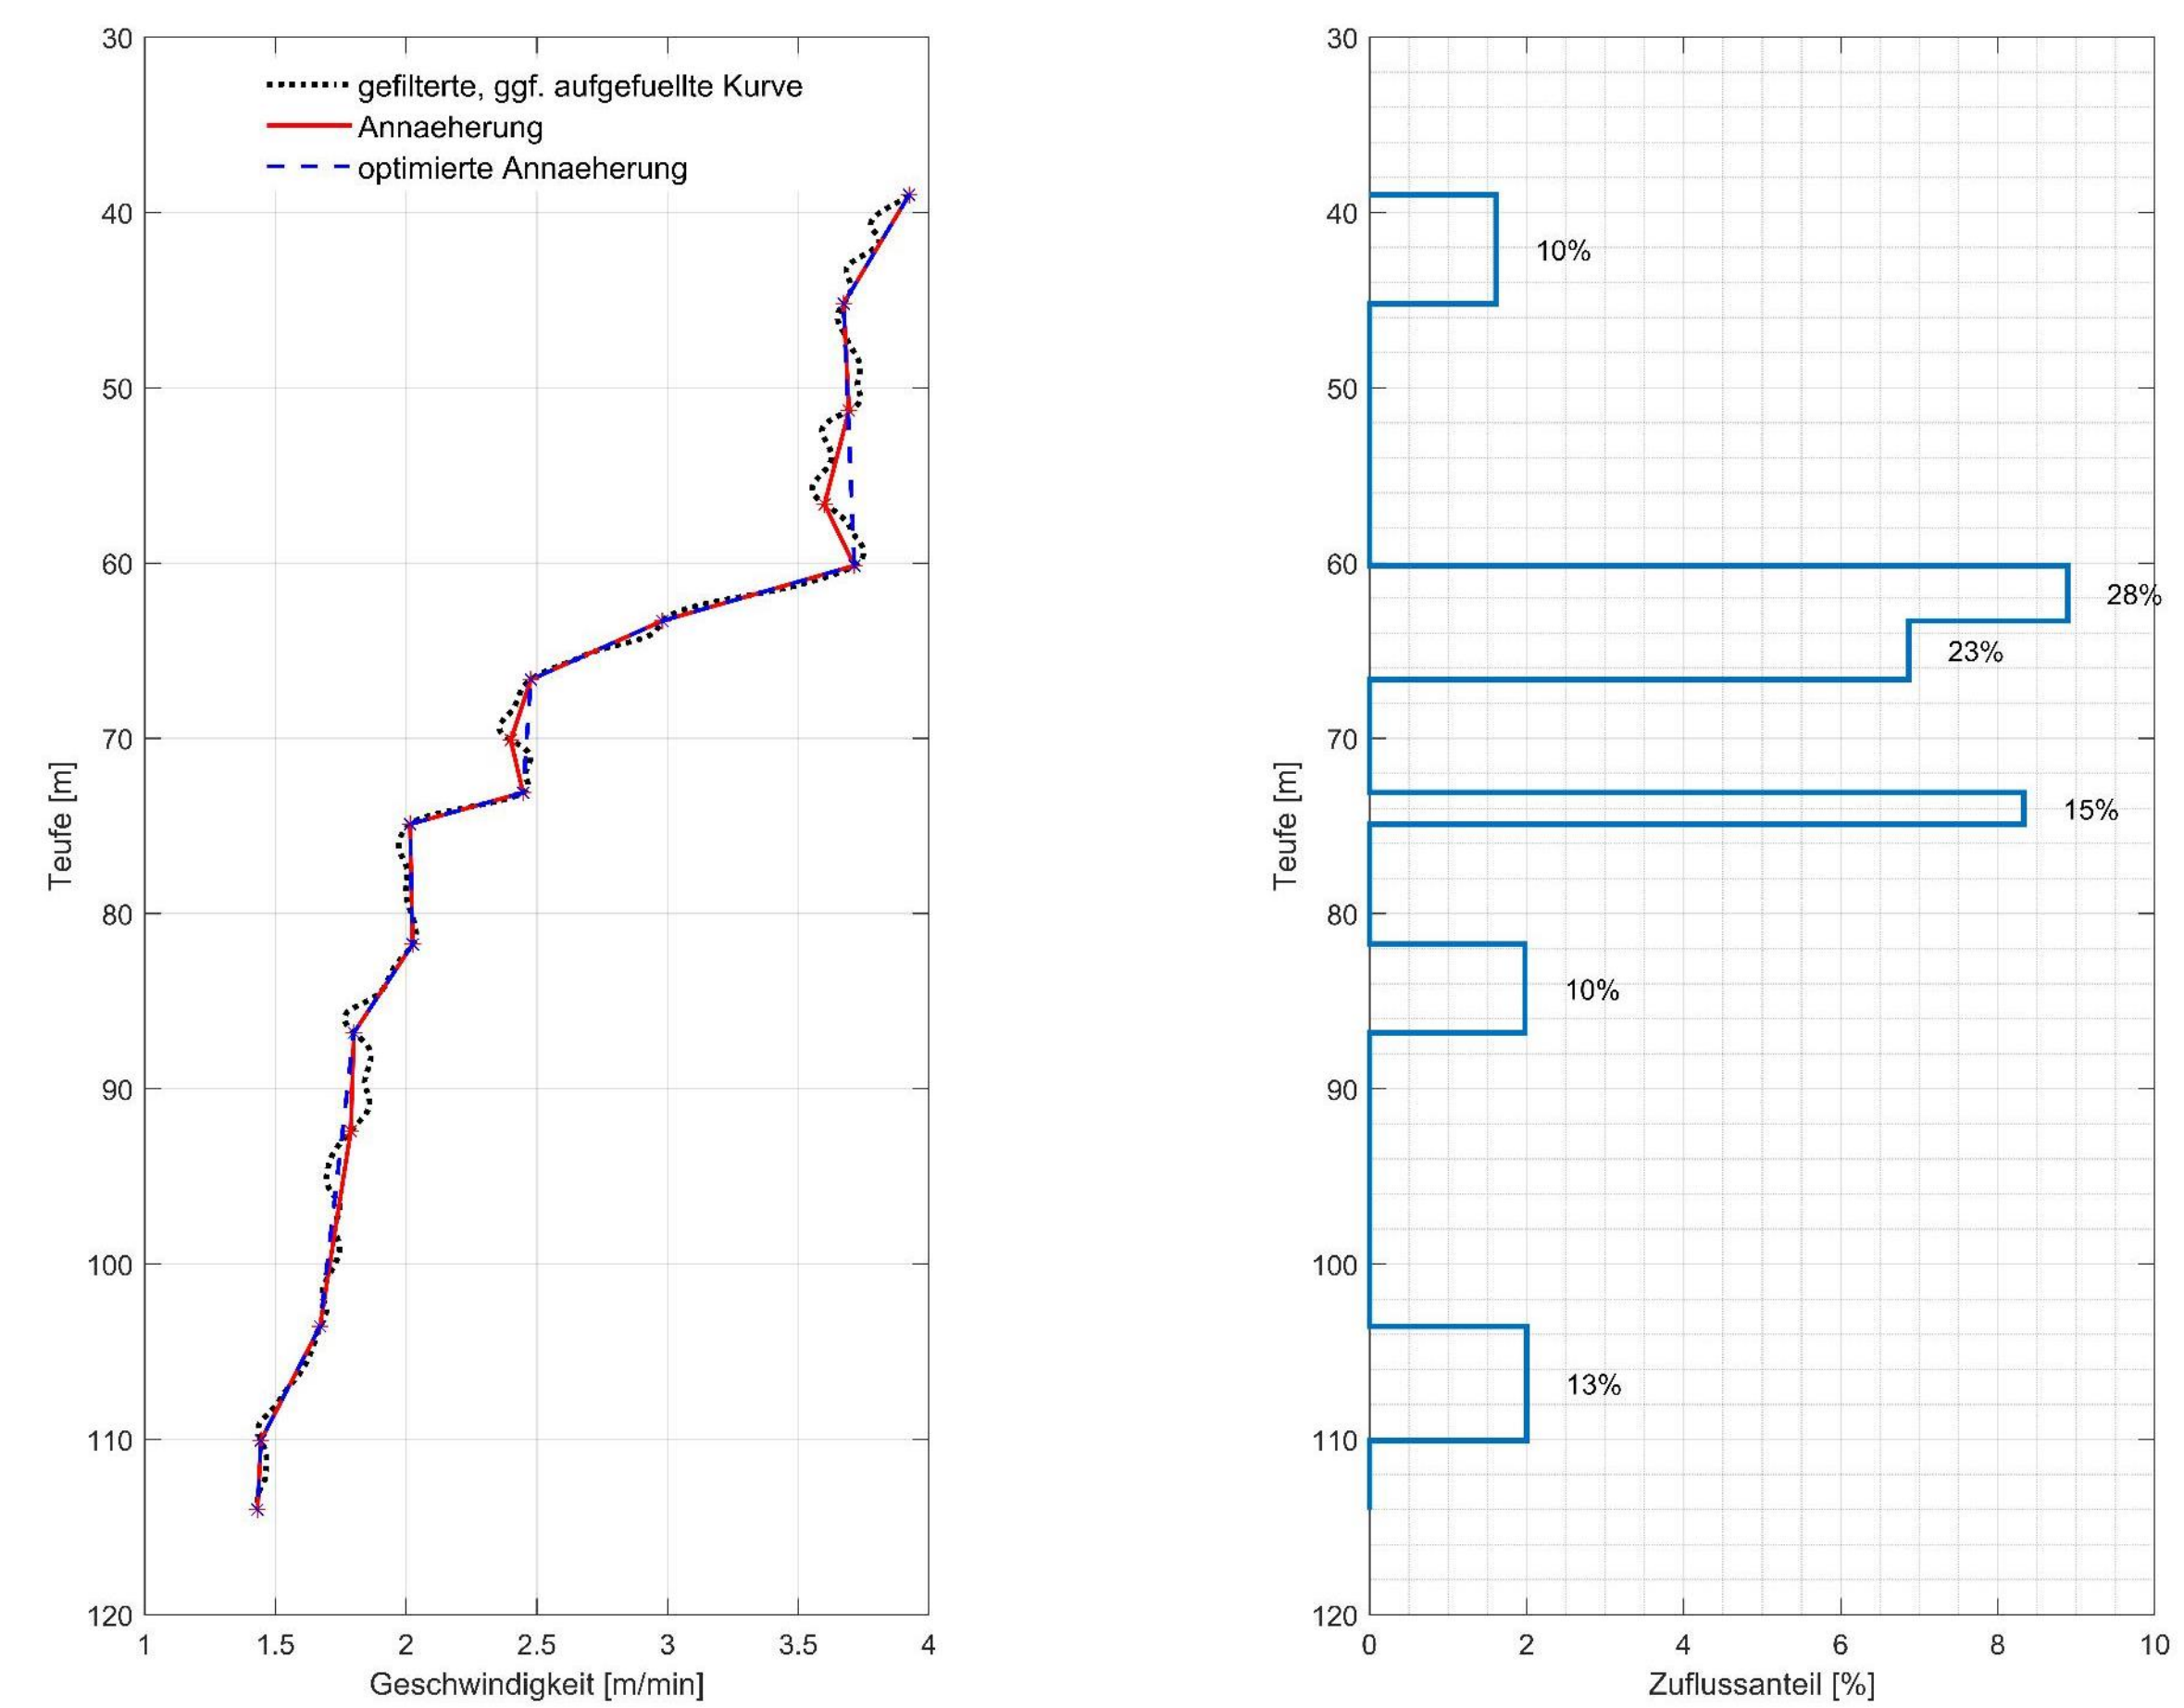 30
40
50
60
70
80
90
100
110
120
Teufe [m]
gefilterte, ggf. aufgefuellte Kurve
Annaeherung
optimierte Annaeherung
1 1.5 2 2.5 3 3.5 4
Geschwindigkeit [m/min]
30
40
50
60
70
80
90
100
110
120
Teufe [m]
10%
28%
23%
15%
10%
13%
0 2 4 6 8 10
Zuflussanteil [%]